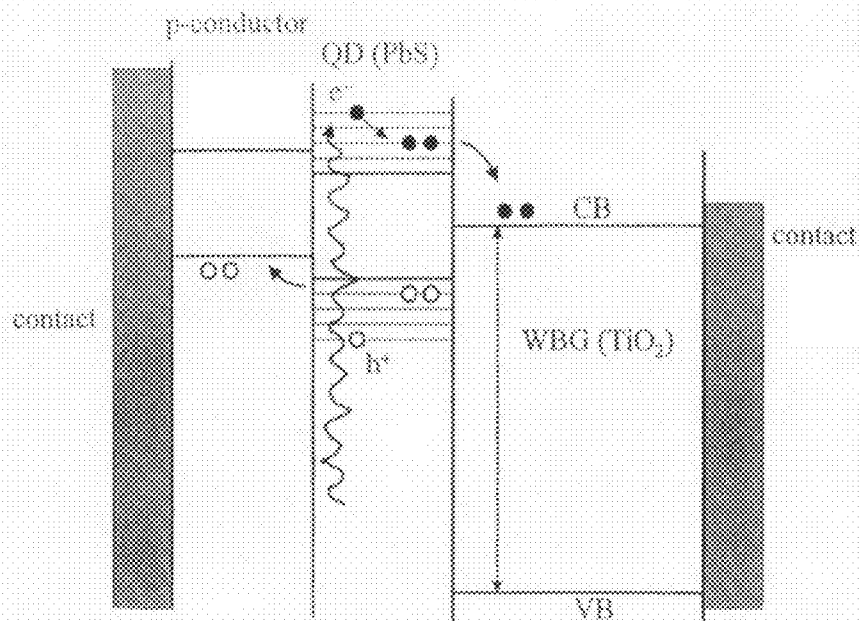 p-conductor
QD (PbS)
e⁻
CB
contact
contact
WBG (TiO₂)
h⁺
VB